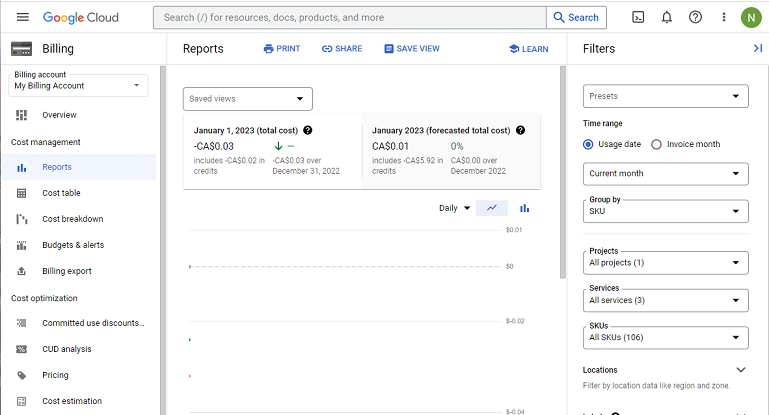 Google Cloud
Search (/) for resources, docs, products, and more
Search
N
Billing
Billing account
My Billing Account
Overview
Cost management
Reports
Cost table
Cost breakdown
Budgets & alerts
Billing export
Cost optimization
Committed use discounts...
CUD analysis
Pricing
Cost estimation
Reports
PRINT
SHARE
SAVE VIEW
LEARN
Saved views
January 1, 2023 (total cost)
-CA$0.03
includes -CA$0.02 in
credits
-CA$0.03 over
December 31, 2022
January 2023 (forecasted total cost)
CA$0.01
0%
includes -CA$5.92 in
credits
CA$0.00 over
December 2022
Daily
$0.01
$0
$-0.02
$-0.04
Filters
Presets
Time range
Usage date
Invoice month
Current month
Group by
SKU
Projects
All projects (1)
Services
All services (3)
SKUs
All SKUs (106)
Locations
Filter by location data like region and zone.